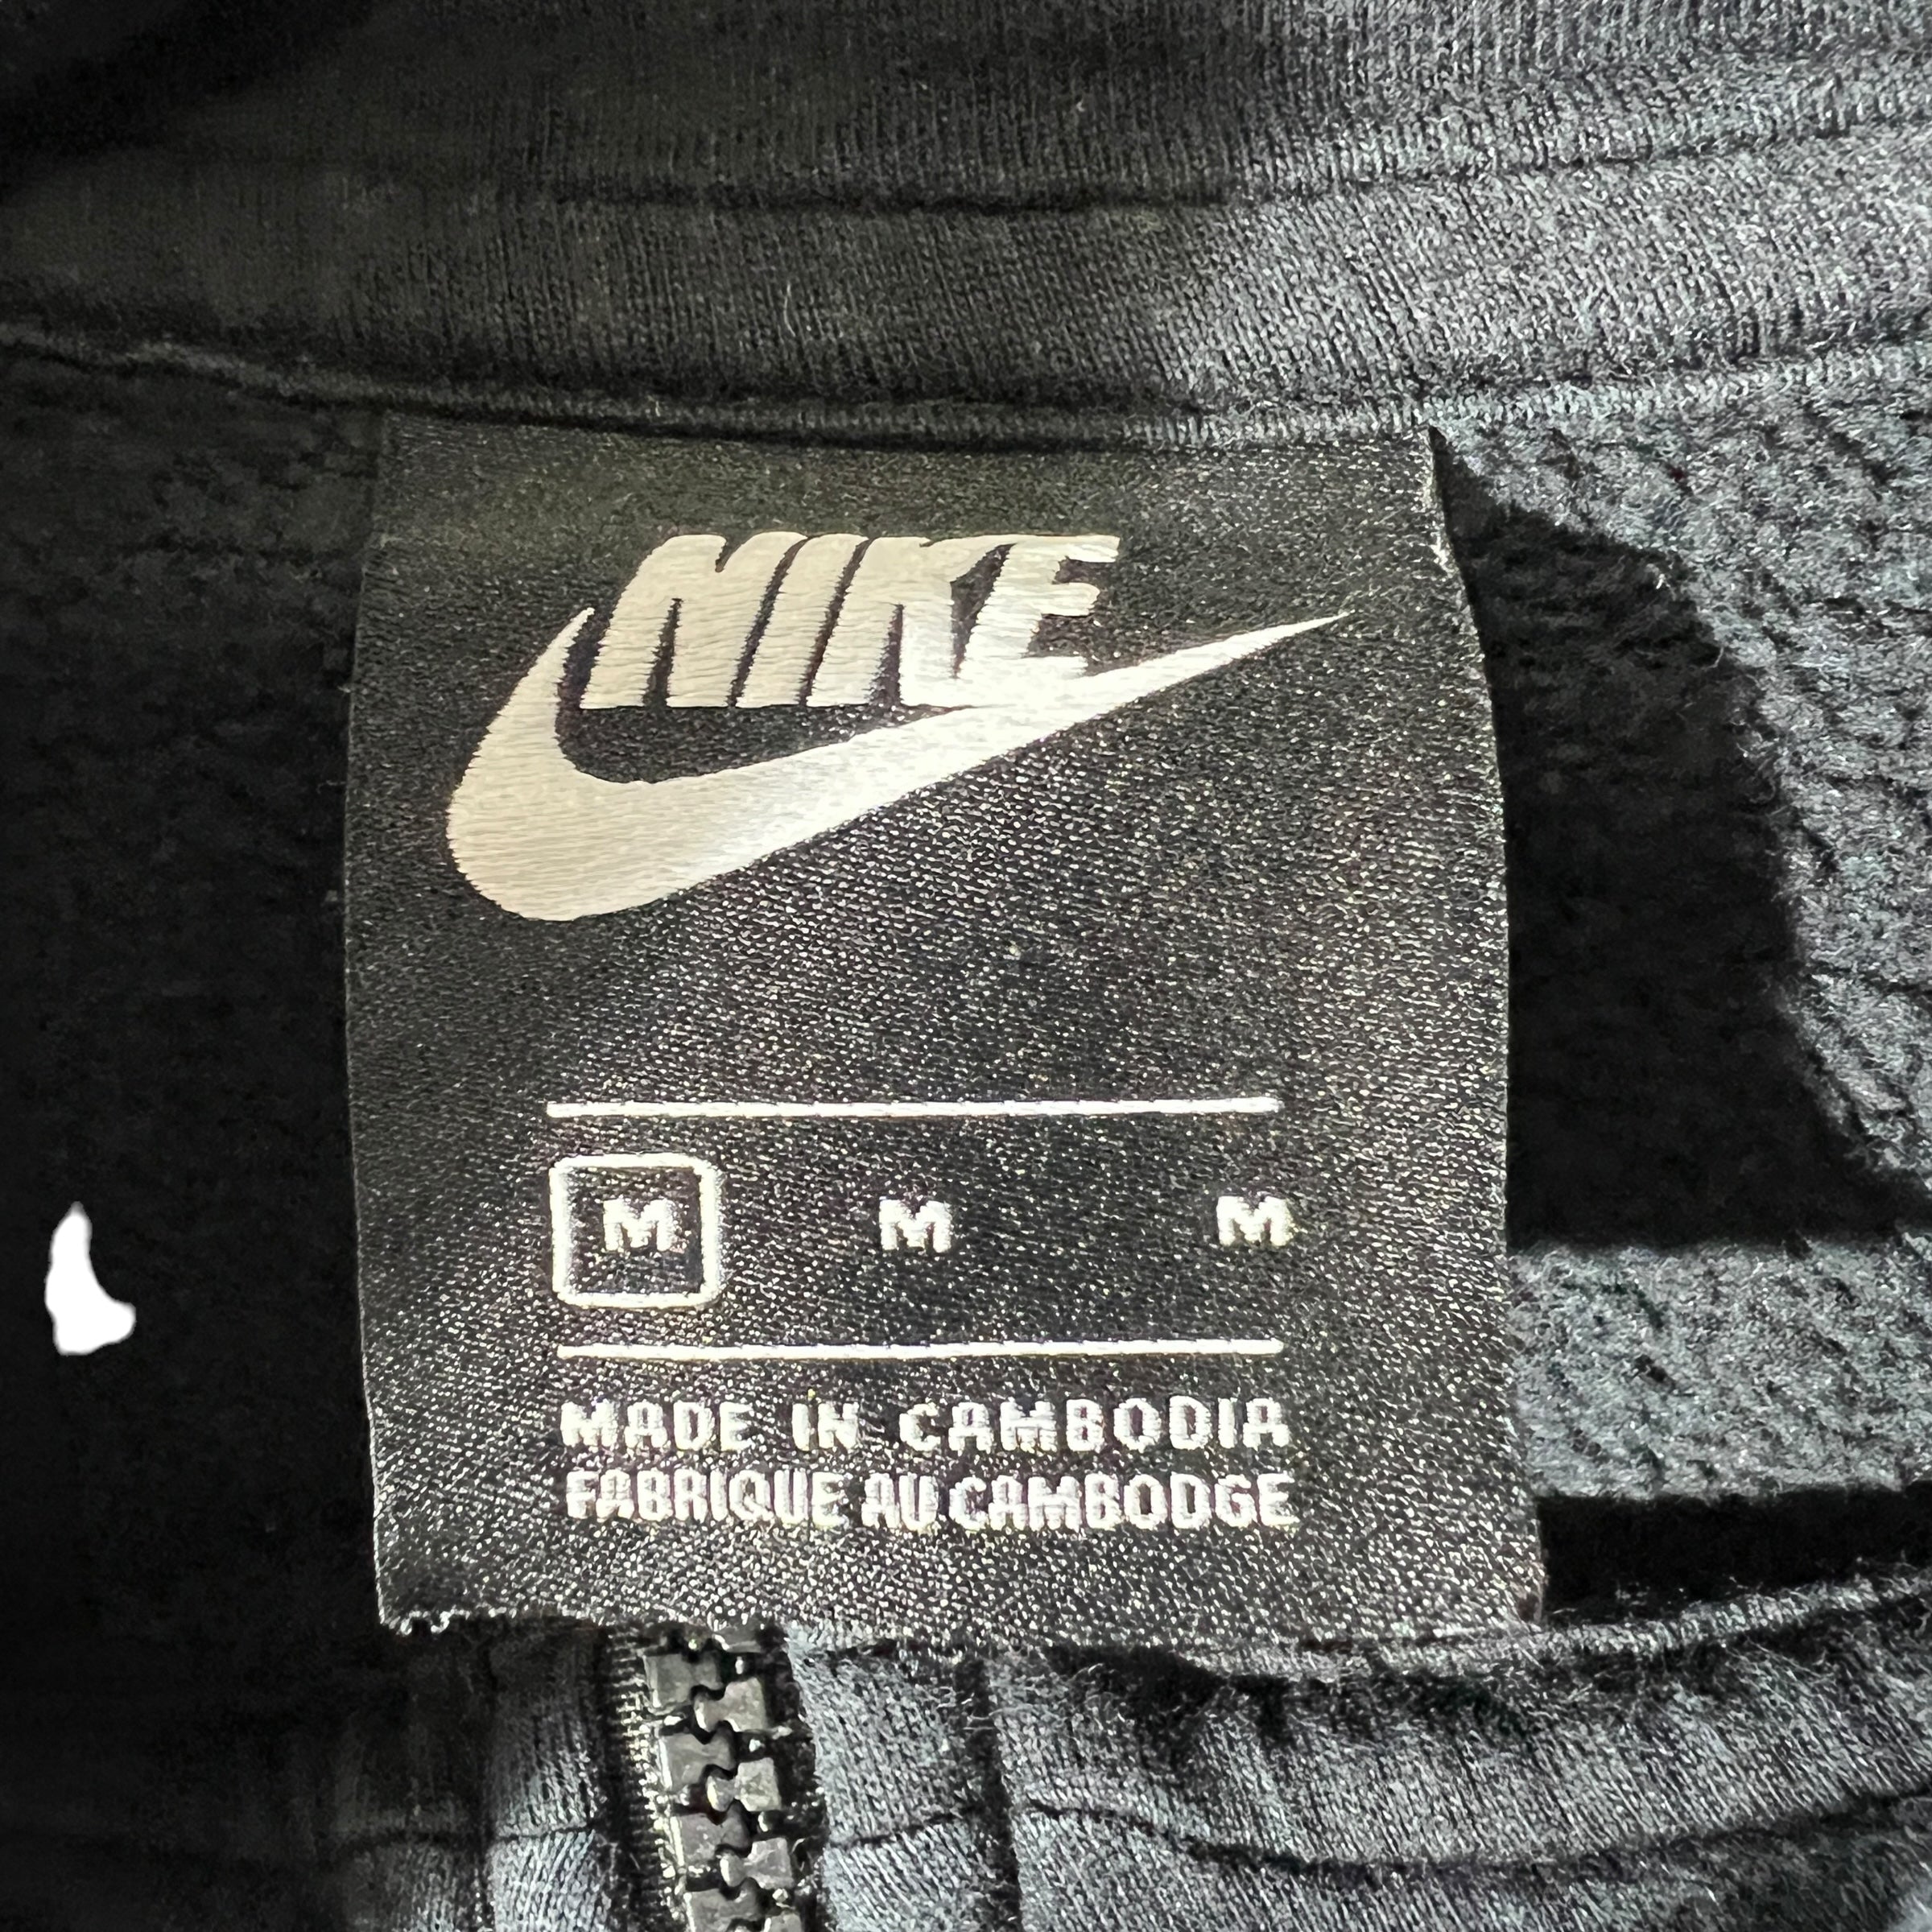 NIKE
M M M
MADE IN CAMBODIA
FABRIQUE AU CAMBODGE